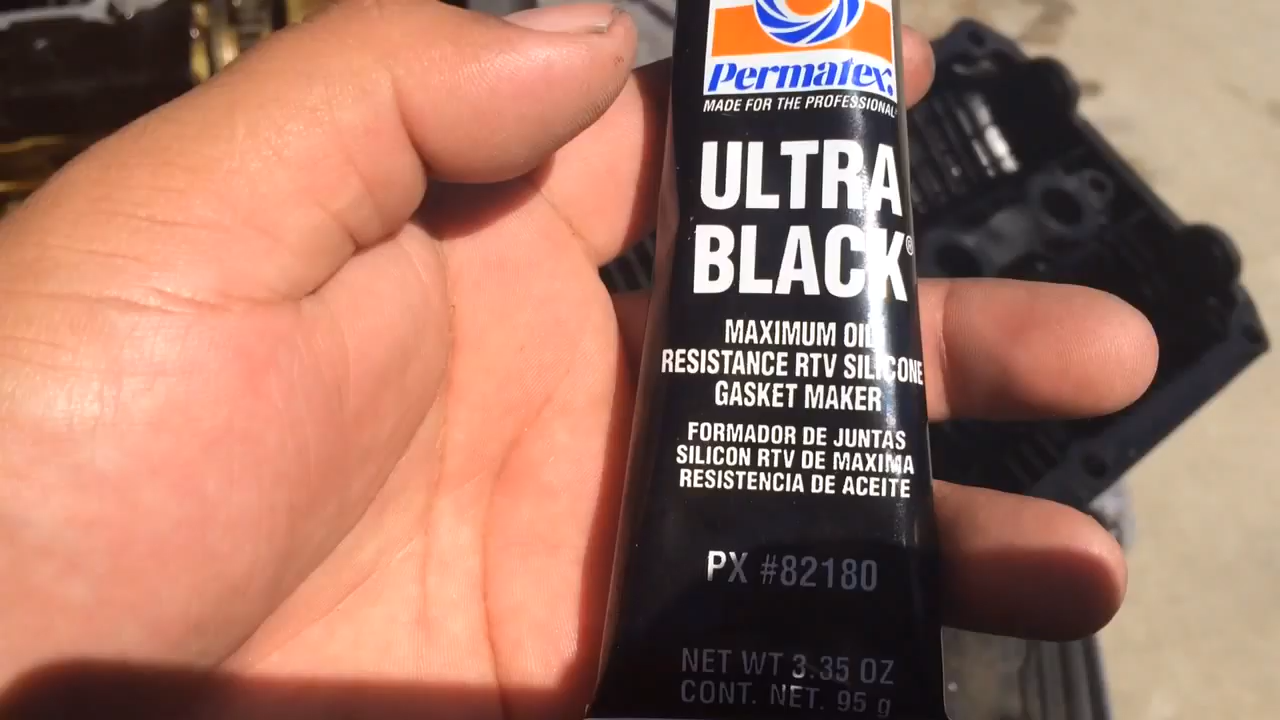 Permatex®
MADE FOR THE PROFESSIONAL
ULTRA
BLACK®
MAXIMUM OIL
RESISTANCE RTV SILICONE
GASKET MAKER
FORMADOR DE JUNTAS
SILICON RTV DE MAXIMA
RESISTENCIA DE ACEITE
PX #82180
NET WT 3.35 OZ
CONT. NET. 95 g